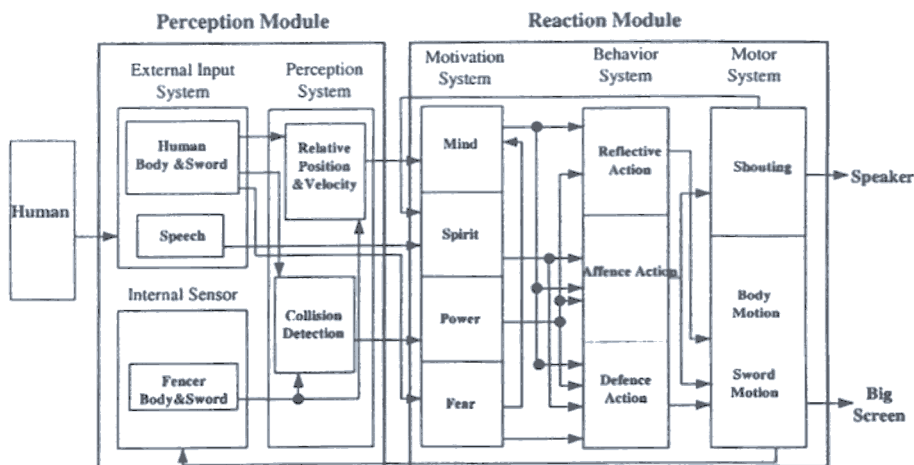 Perception Module
Reaction Module
External Input
System
Perception
System
Motivation
System
Behavior
System
Motor
System
Human
Human
Body &Sword
Speech
Relative
Position
&Velocity
Internal Sensor
Collision
Detection
Fencer
Body&Sword
Mind
Spirit
Power
Fear
Reflective
Action
Affence Action
Defence
Action
Shouting
Body
Motion
Sword
Motion
Speaker
Big
Screen